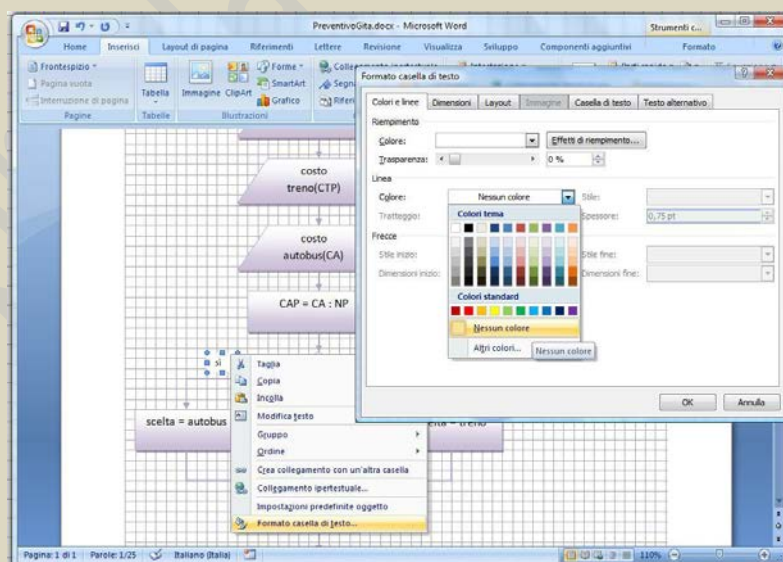 PreventivoGita.docx - Microsoft Word
Strumenti c...
Home Inserisci Layout di pagina Riferimenti Lettere Revisione Visualizza Sviluppo Componenti aggiuntivi Formato
Frontespizio
Pagina vuota
Interruzione di pagina
Pagine
Tabella
Tabelle
Immagine ClipArt
Forme
SmartArt
Grafico
Illustrazioni
Formato casella di testo
Colori e linee Dimensioni Layout Immagine Casella di testo Testo alternativo
Riempimento
Colore:
Effetti di riempimento...
Trasparenza: 0 %
Linea
Colore: Nessun colore Stile:
Tratteggio: Spessore: 0,75 pt
Colori tema
Frecce
Stile inizio: Stile fine:
Dimensioni inizio: Dimensioni fine:
Colori standard
Nessun colore
Altri colori...
Nessun colore
OK Annulla
costo
treno(CTP)
costo
autobus(CA)
CAP = CA : NP
sì
scelta = autobus
Taglia
Copia
Incolla
Modifica testo
Gruppo
Ordine
Crea collegamento con un'altra casella
Collegamento ipertestuale...
Impostazioni predefinite oggetto
Formato casella di testo...
Pagina: 1 di 1 Parole: 1/25 Italiano (Italia) 110%